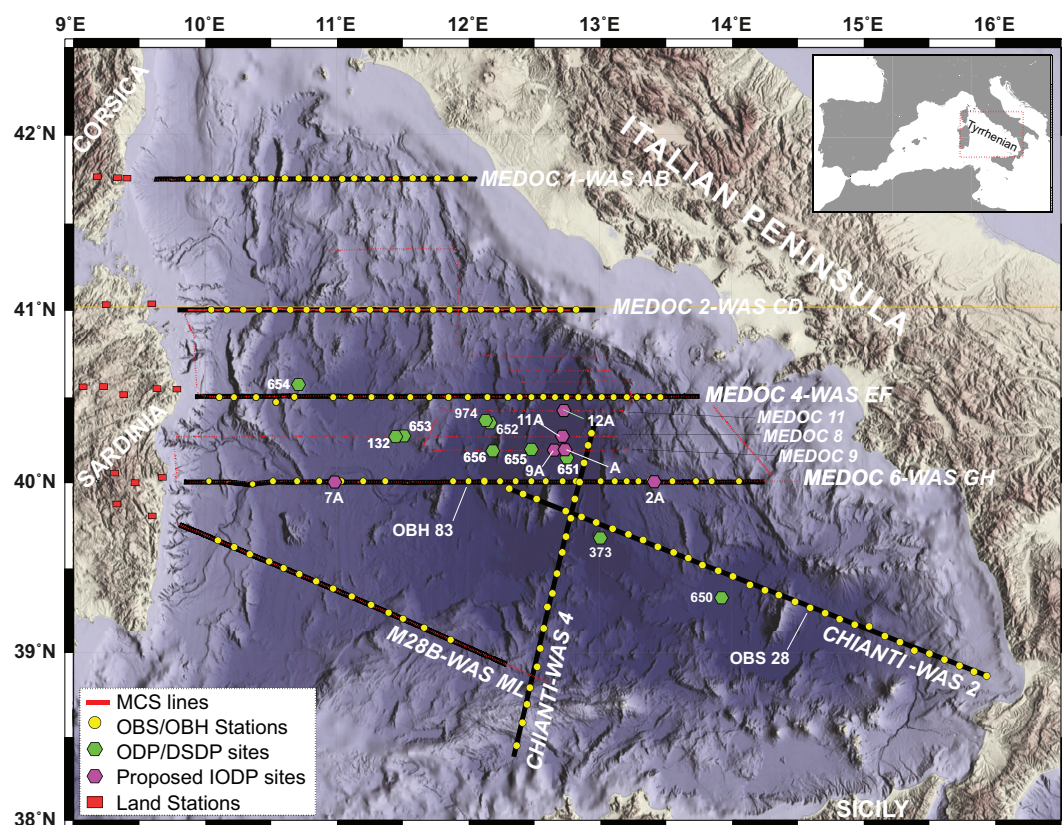 9°E 10°E 11°E 12°E 13°E 14°E 15°E 16°E
42°N
41°N
40°N
39°N
38°N
CORSICA
SARDINIA
ITALIAN PENINSULA
SICILY
Tyrrhenian
MEDOC 1-WAS AB
MEDOC 2-WAS CD
MEDOC 4-WAS EF
MEDOC 11
MEDOC 8
MEDOC 9
MEDOC 6-WAS GH
654
974
652
11A
12A
132
653
656
655
9A
651
A
7A
2A
OBH 83
373
650
OBS 28
M28B-WAS ML
CHIANTI-WAS 4
CHIANTI -WAS 2
MCS lines
OBS/OBH Stations
ODP/DSDP sites
Proposed IODP sites
Land Stations